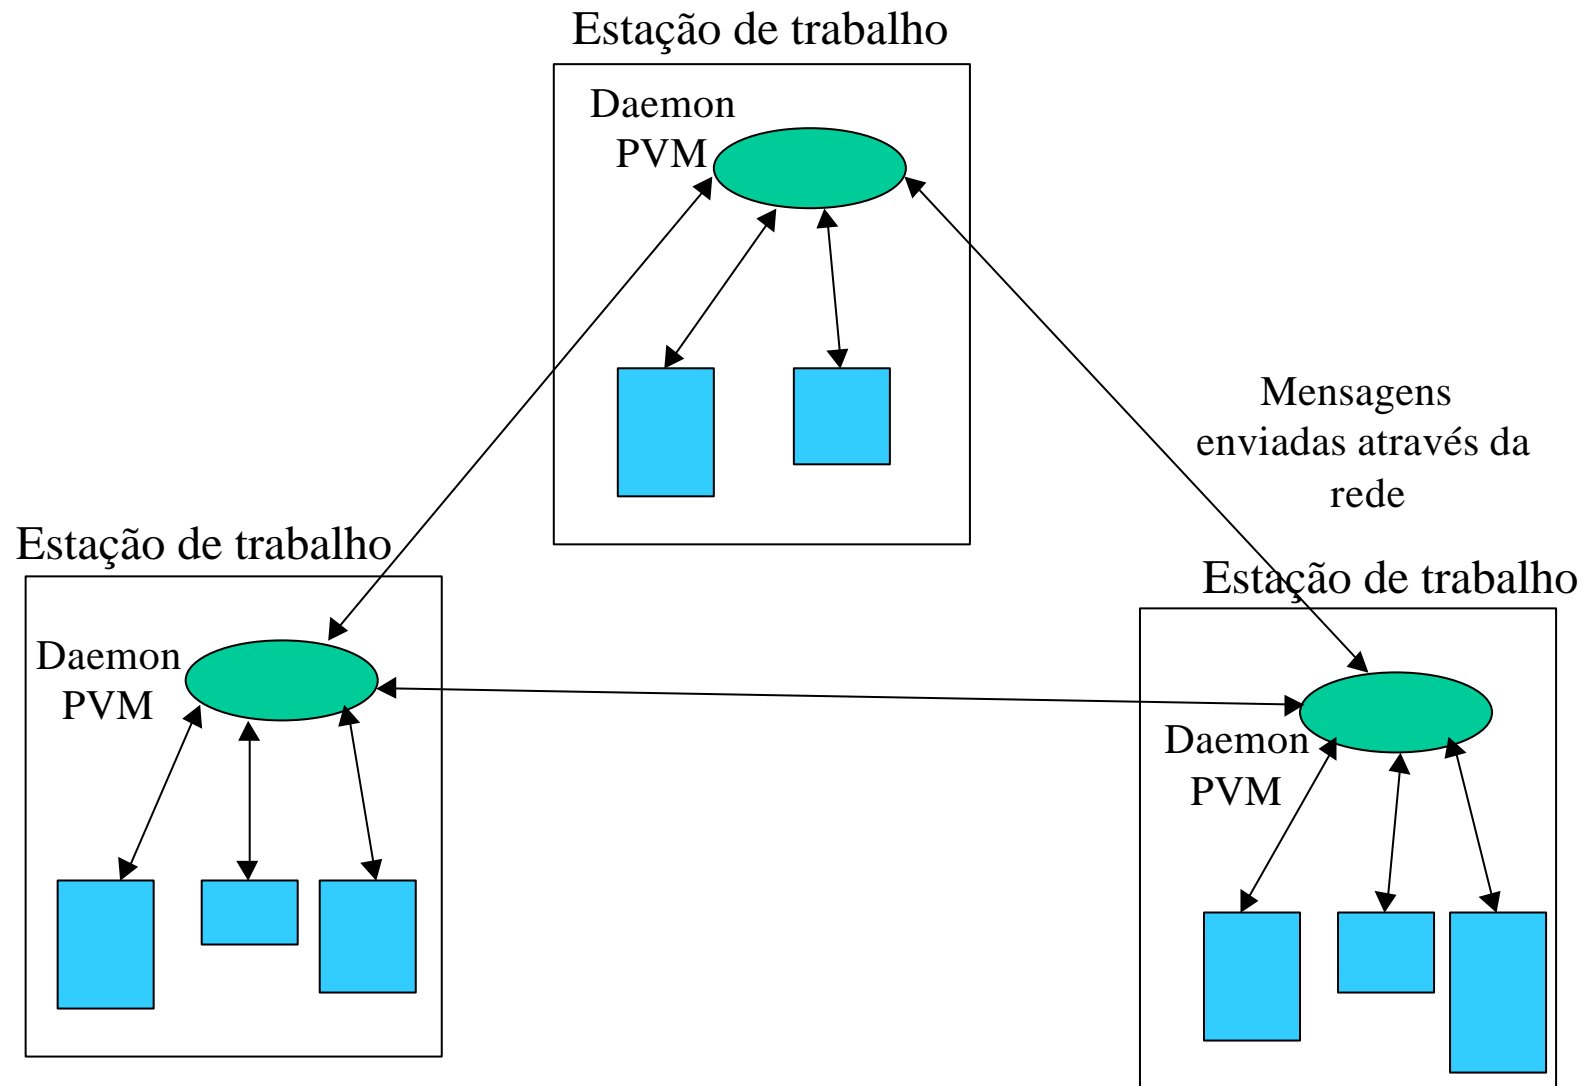 Estação de trabalho
Daemon
PVM
Mensagens
enviadas através da
rede
Estação de trabalho
Daemon
PVM
Estação de trabalho
Daemon
PVM